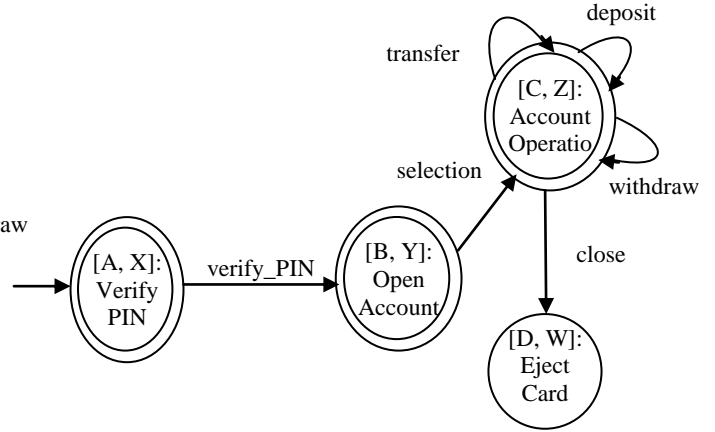 deposit
transfer
[C, Z]:
Account
Operatio
selection
withdraw
aw
[A, X]:
Verify
PIN
verify_PIN
[B, Y]:
Open
Account
close
[D, W]:
Eject
Card